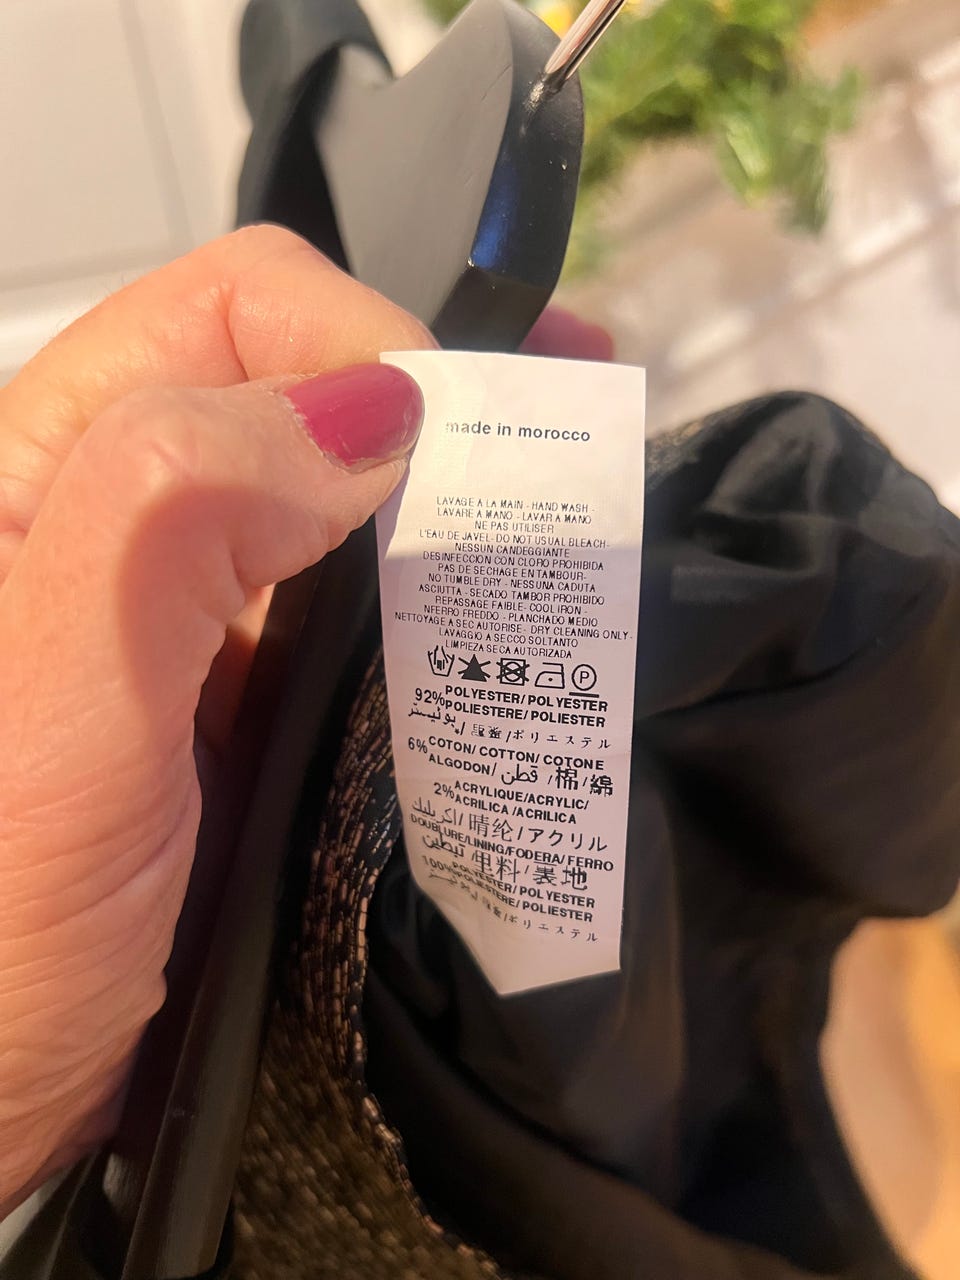 made in morocco
LAVAGE A LA MAIN - HAND WASH -
LAVARE A MANO - LAVAR A MANO
NE PAS UTILISER
L'EAU DE JAVEL- DO NOT USUAL BLEACH-
NESSUN CANDEGGIANTE
DESINFECCION CON CLORO PROHIBIDA
PAS DE SECHAGE EN TAMBOUR-
NO TUMBLE DRY - NESSUNA CADUTA
ASCIUTTA - SECADO TAMBOR PROHIBIDO
REPASSAGE FAIBLE- COOL IRON -
NFERRO FREDDO - PLANCHADO MEDIO
NETTOYAGE A SEC AUTORISE- DRY CLEANING ONLY-
LAVAGGIO A SECCO SOLTANTO
LIMPIEZA SECA AUTORIZADA
P
92% POLYESTER/ POLYESTER
POLIESTERE/ POLIESTER
/ポリエステル
6% COTON/ COTTON/ COTONE
ALGODON/ قطن /棉/綿
2% ACRYLIQUE/ACRYLIC/
ACRILICA /ACRILICA
اكريليك/ 晴纶/アクリル
DOUBLURE/LINING/FODERA/ FERRO
تبطين /里料/ 裏地
100% POLYESTER/ POLYESTER
POLIESTERE/ POLIESTER
/ポリエステル